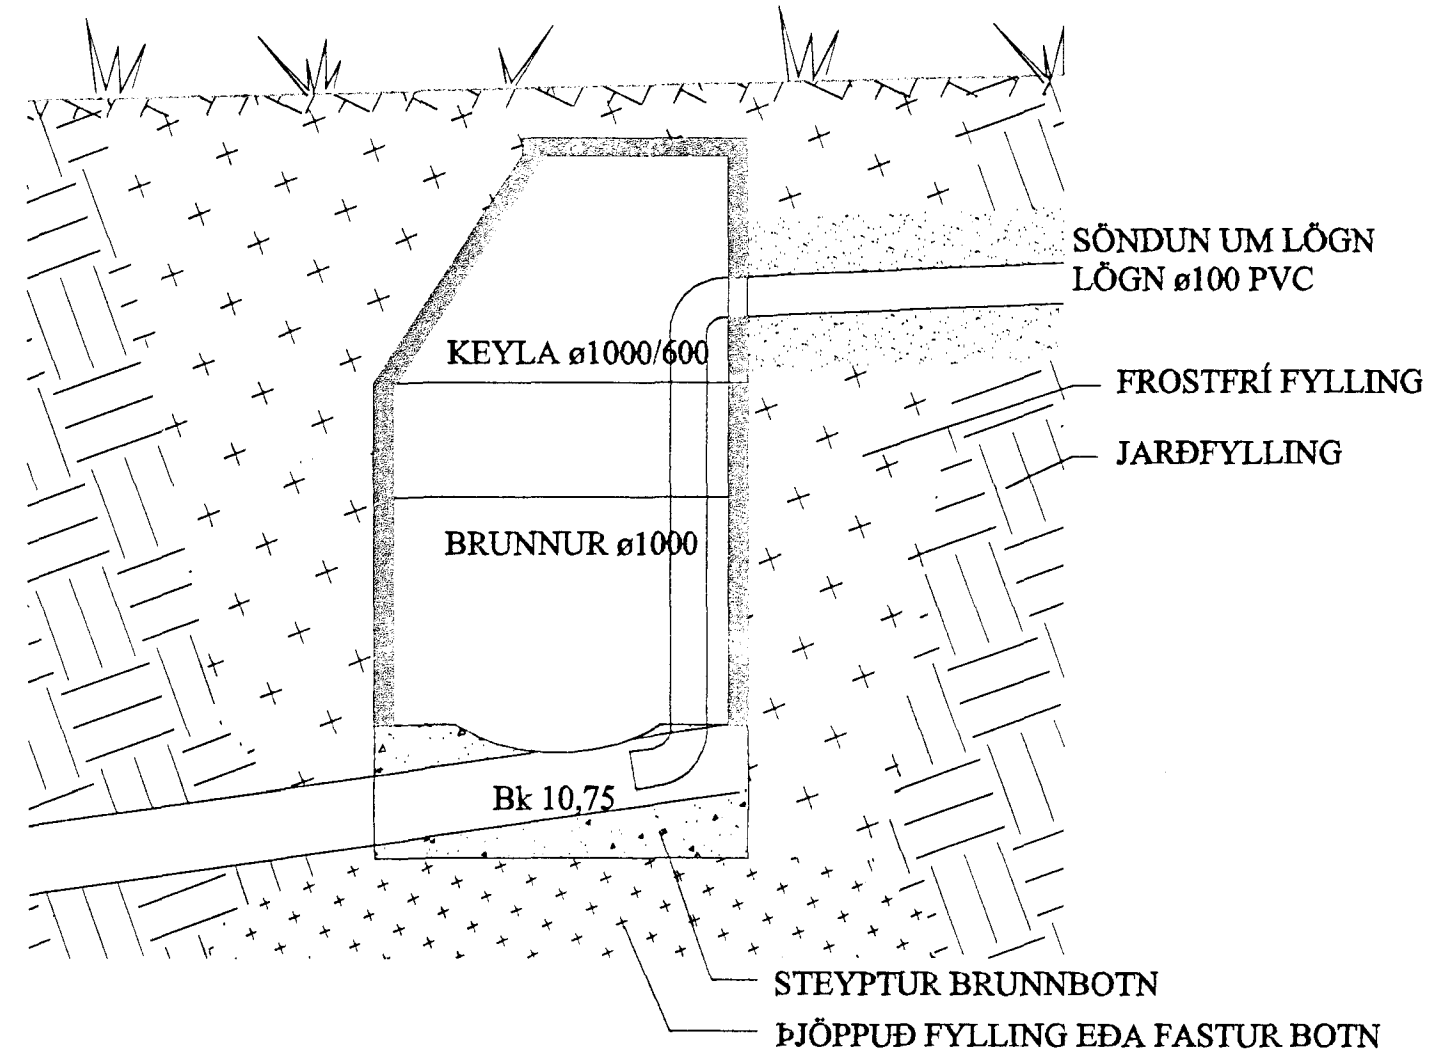 SÖNDUN UM LÖGN
LÖGN ø100 PVC
KEYLA ø1000/600
FROSTFRÍ FYLLING
JARÐFYLLING
BRUNNUR ø1000
Bk 10,75
STEYPTUR BRUNNBOTN
ÞJÖPPUÐ FYLLING EÐA FASTUR BOTN